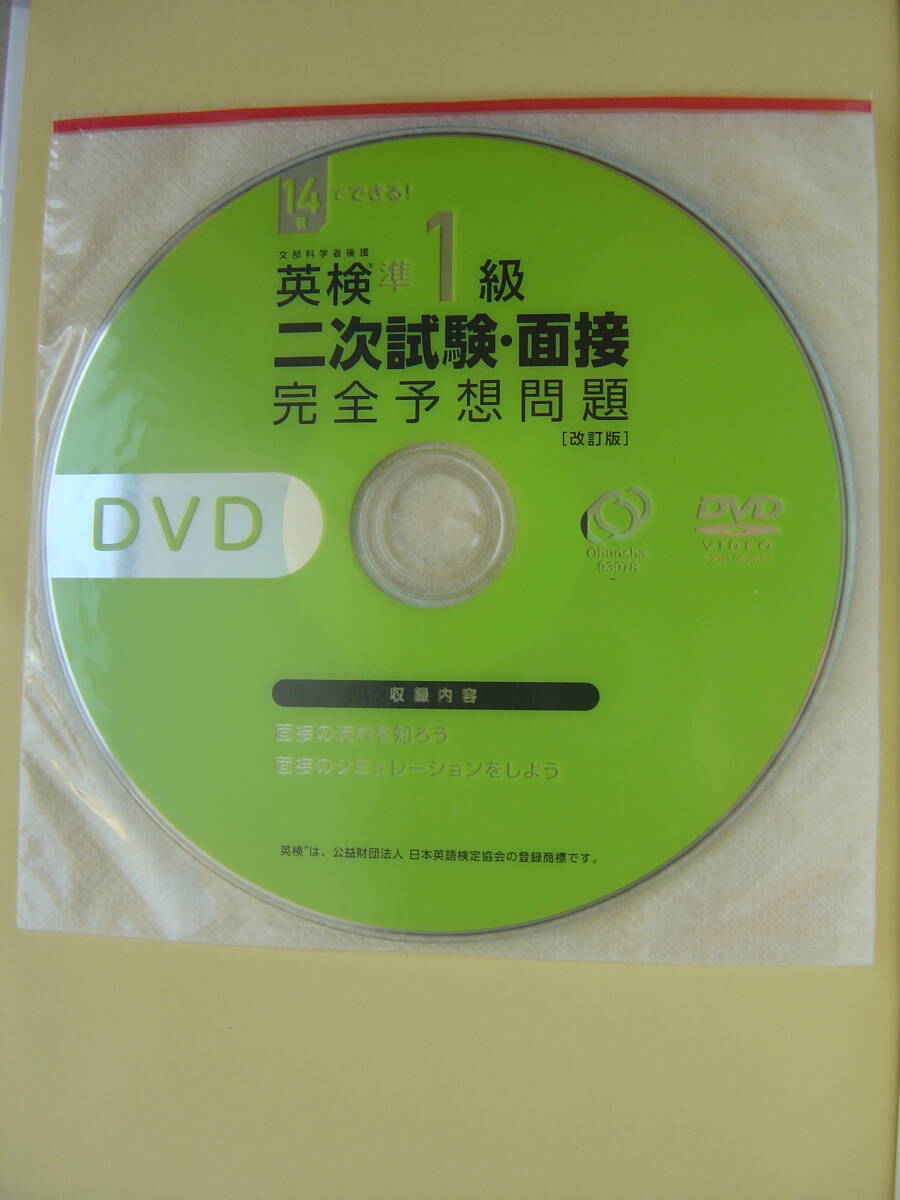 14日でできる!
文部科学省後援
英検®準1級
二次試験・面接
完全予想問題
[改訂版]
DVD
Obunsha
93078
DVD
VIDEO
収録内容
面接の流れを知ろう
面接のシミュレーションをしよう
英検®は、公益財団法人 日本英語検定協会の登録商標です。